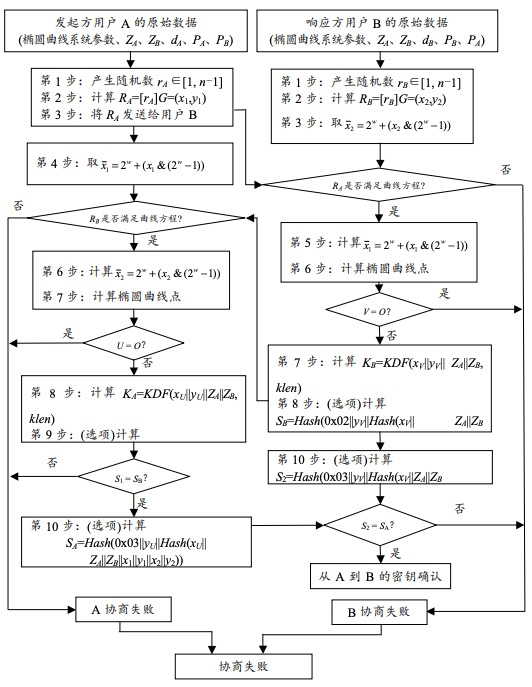 发起方用户 A 的原始数据
(椭圆曲线系统参数、Z_A、Z_B、d_A、P_A、P_B)
第 1 步：产生随机数 r_A∈[1, n−1]
第 2 步：计算 R_A=[r_A]G=(x_1,y_1)
第 3 步：将 R_A 发送给用户 B
第 4 步：取 x̄_1 = 2^w + (x_1 & (2^w −1))
否
R_B是否满足曲线方程?
是
第 6 步：计算 x̄_2 = 2^w + (x_2 & (2^w −1))
第 7 步：计算椭圆曲线点
是
U = O?
否
第 8 步：计算 K_A=KDF(x_U||y_U||Z_A||Z_B,
klen)
第 9 步：(选项)计算
否
S_1 = S_B?
是
第 10 步：(选项)计算
S_A=Hash(0x03||y_U||Hash(x_U||
Z_A||Z_B||x_1||y_1||x_2||y_2))
A 协商失败
响应方用户 B 的原始数据
(椭圆曲线系统参数、Z_A、Z_B、d_B、P_B、P_A)
第 1 步：产生随机数 r_B∈[1, n−1]
第 2 步：计算 R_B=[r_B]G=(x_2,y_2)
第 3 步：取 x̄_2 = 2^w + (x_2 & (2^w −1))
否
R_A是否满足曲线方程?
是
第 5 步：计算 x̄_1 = 2^w + (x_1 & (2^w −1))
第 6 步：计算椭圆曲线点
是
V = O?
否
第 7 步：计算 K_B=KDF(x_V||y_V|| Z_A||Z_B,
klen)
第 8 步：(选项)计算
S_B=Hash(0x02||y_V||Hash(x_V|| Z_A||Z_B
第 10 步：(选项)计算
S_2=Hash(0x03||y_V||Hash(x_V||Z_A||Z_B
否
S_2 = S_A?
是
从 A 到 B 的密钥确认
B 协商失败
协商失败